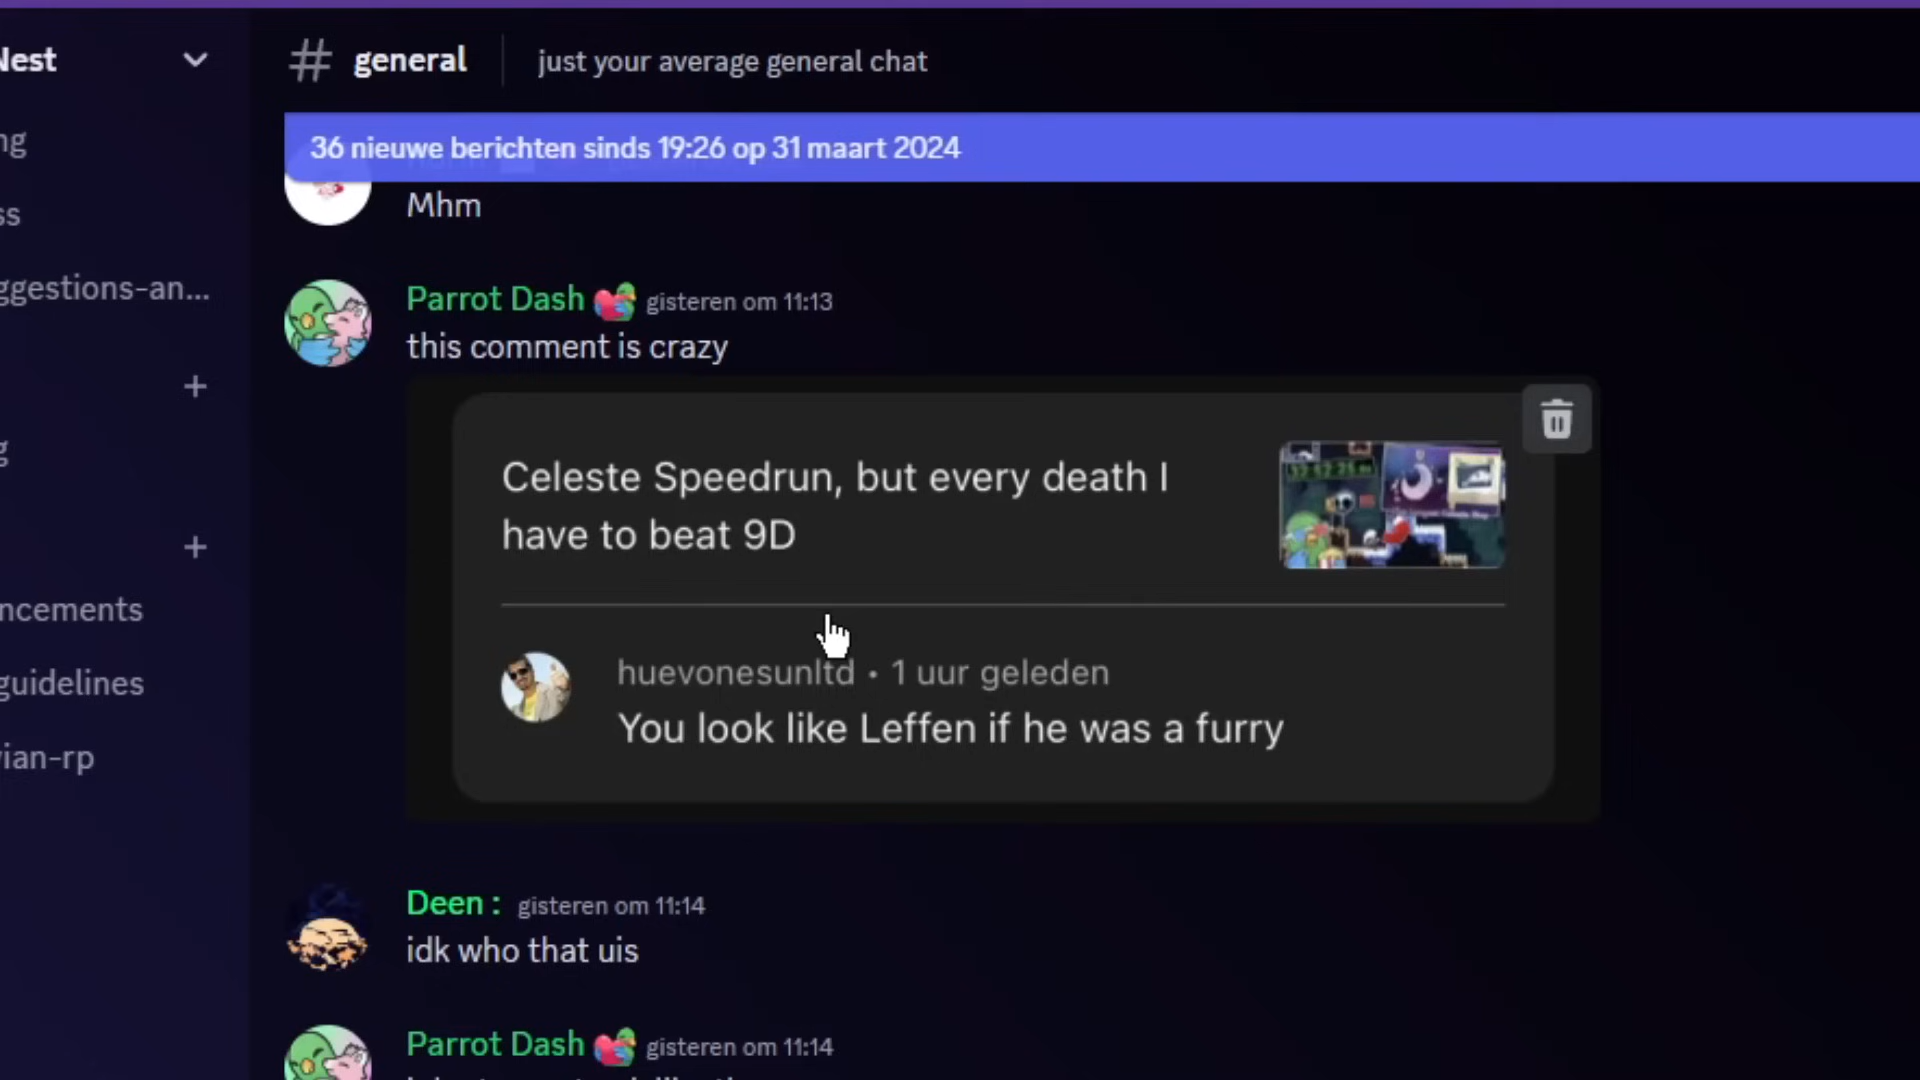 Nest
# general
just your average general chat
ng
36 nieuwe berichten sinds 19:26 op 31 maart 2024
Mhm
ss
ggestions-an...
Parrot Dash gisteren om 11:13
this comment is crazy
g
Celeste Speedrun, but every death I
have to beat 9D
ncements
guidelines
vian-rp
huevonesunltd • 1 uur geleden
You look like Leffen if he was a furry
Deen : gisteren om 11:14
idk who that uis
Parrot Dash gisteren om 11:14